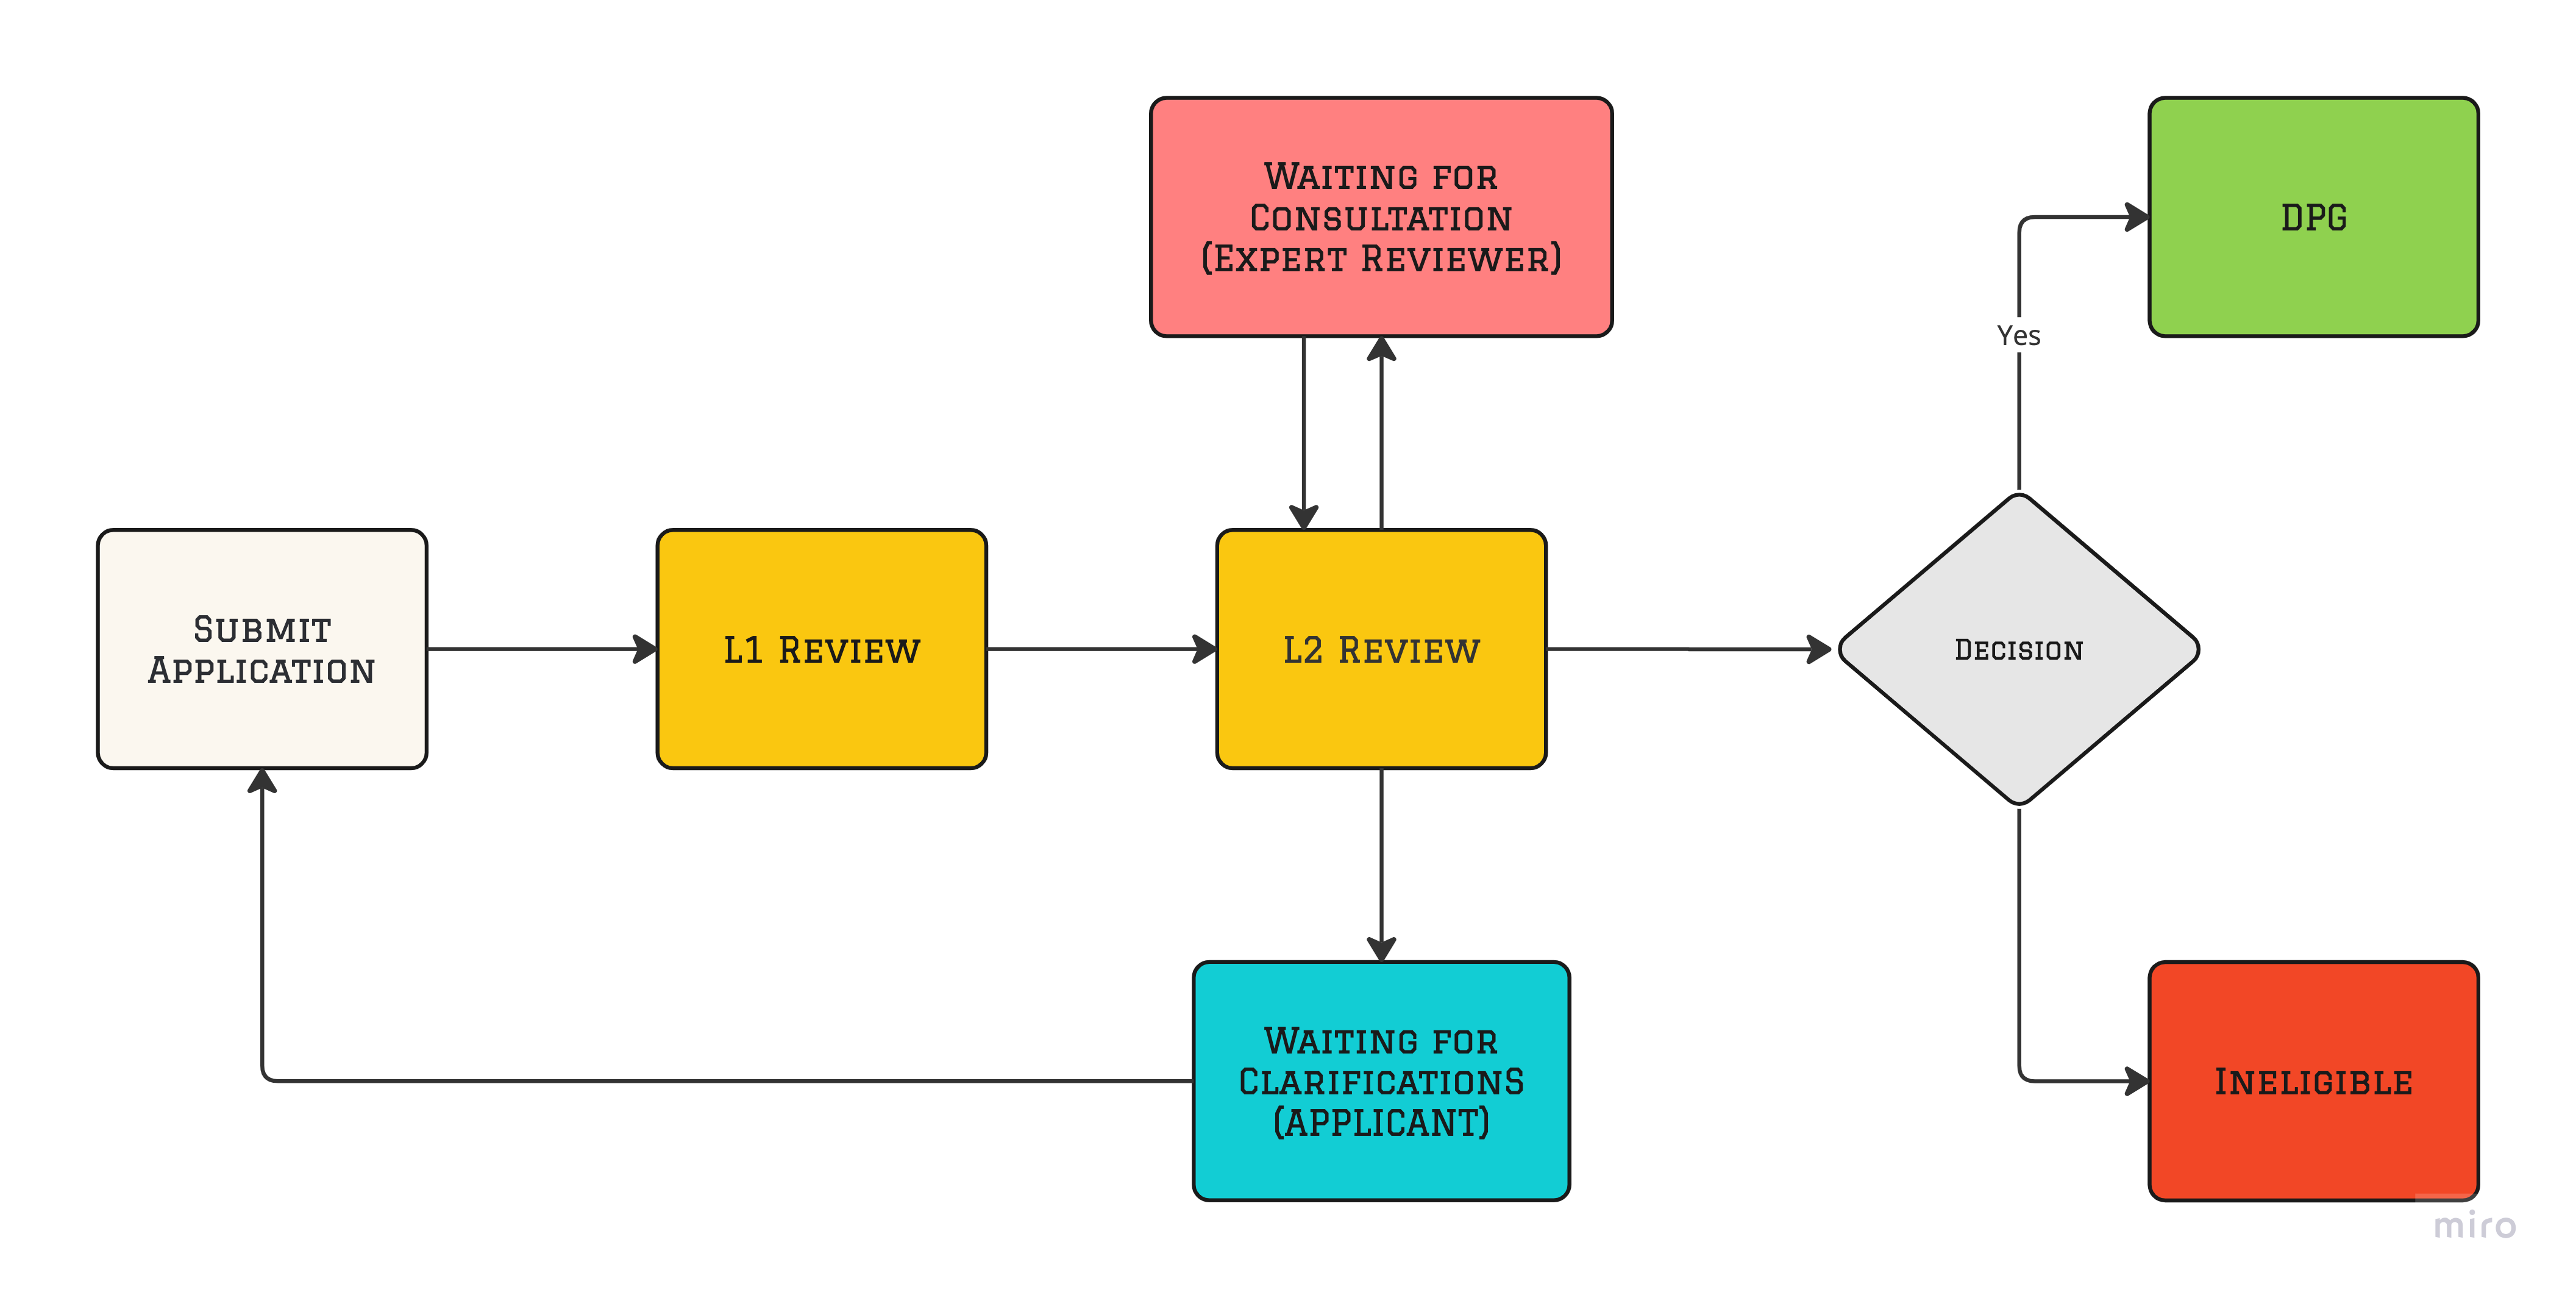 Waiting for
Consultation
(Expert Reviewer)
DPG
Yes
Submit
Application
L1 Review
L2 Review
Decision
Waiting for
Clarifications
(APPLICANT)
Ineligible
miro